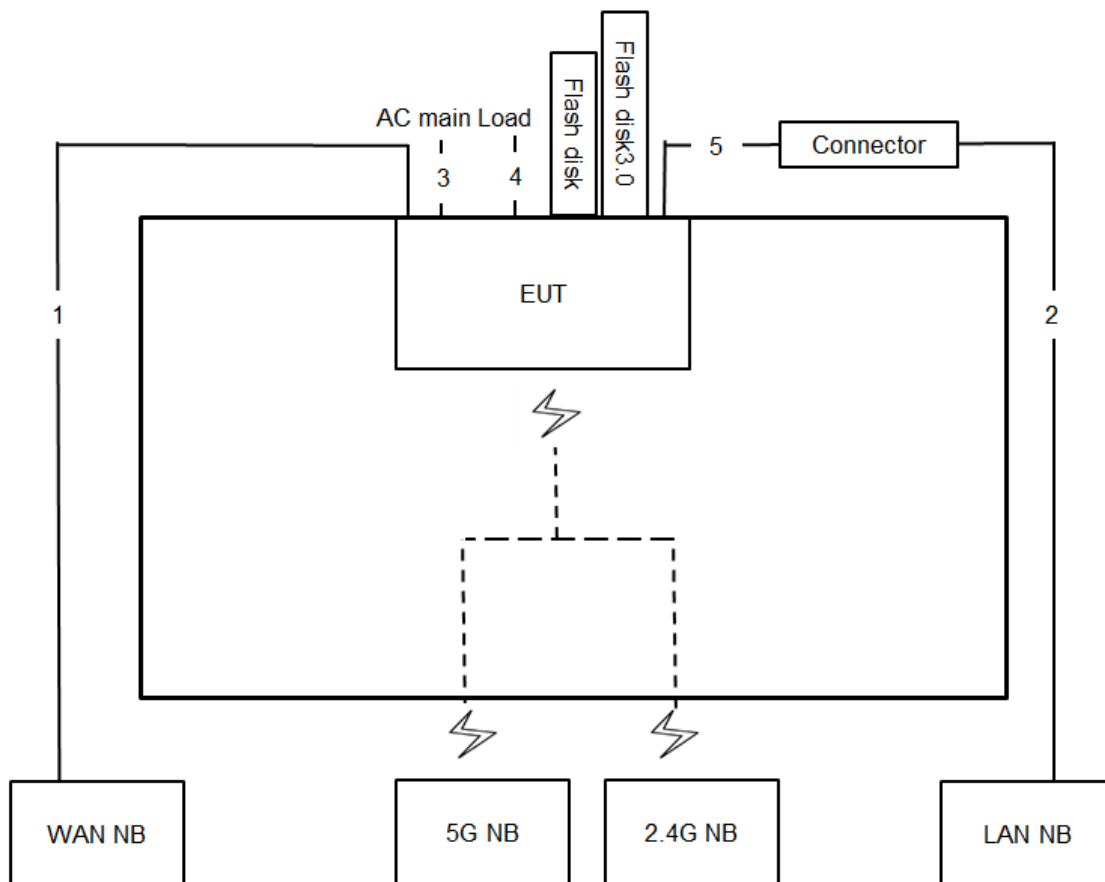 Flash disk
Flash disk3.0
AC main Load
3
4
5
Connector
EUT
1
2
WAN NB
5G NB
2.4G NB
LAN NB